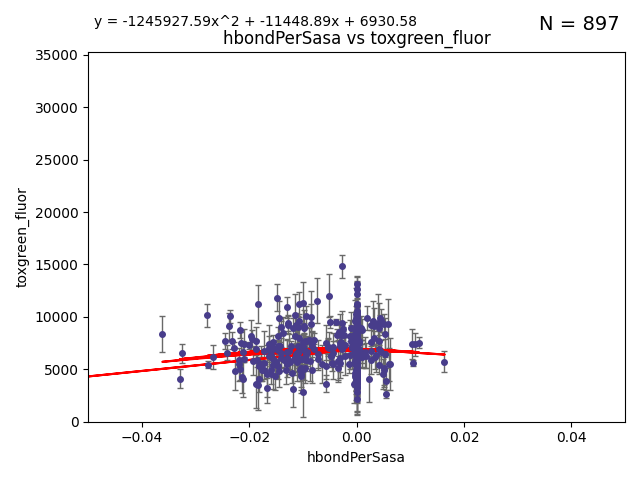 y = -1245927.59x^2 + -11448.89x + 6930.58
N = 897
hbondPerSasa vs toxgreen_fluor
35000
30000
25000
20000
15000
10000
5000
0
toxgreen_fluor
−0.04
−0.02
0.00
0.02
0.04
hbondPerSasa